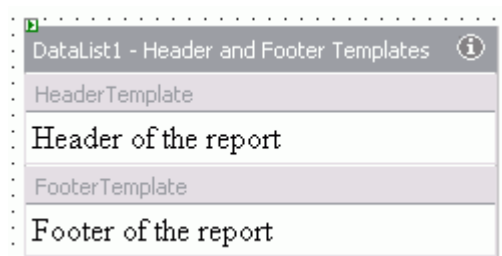 DataList1 - Header and Footer Templates
HeaderTemplate
Header of the report
FooterTemplate
Footer of the report